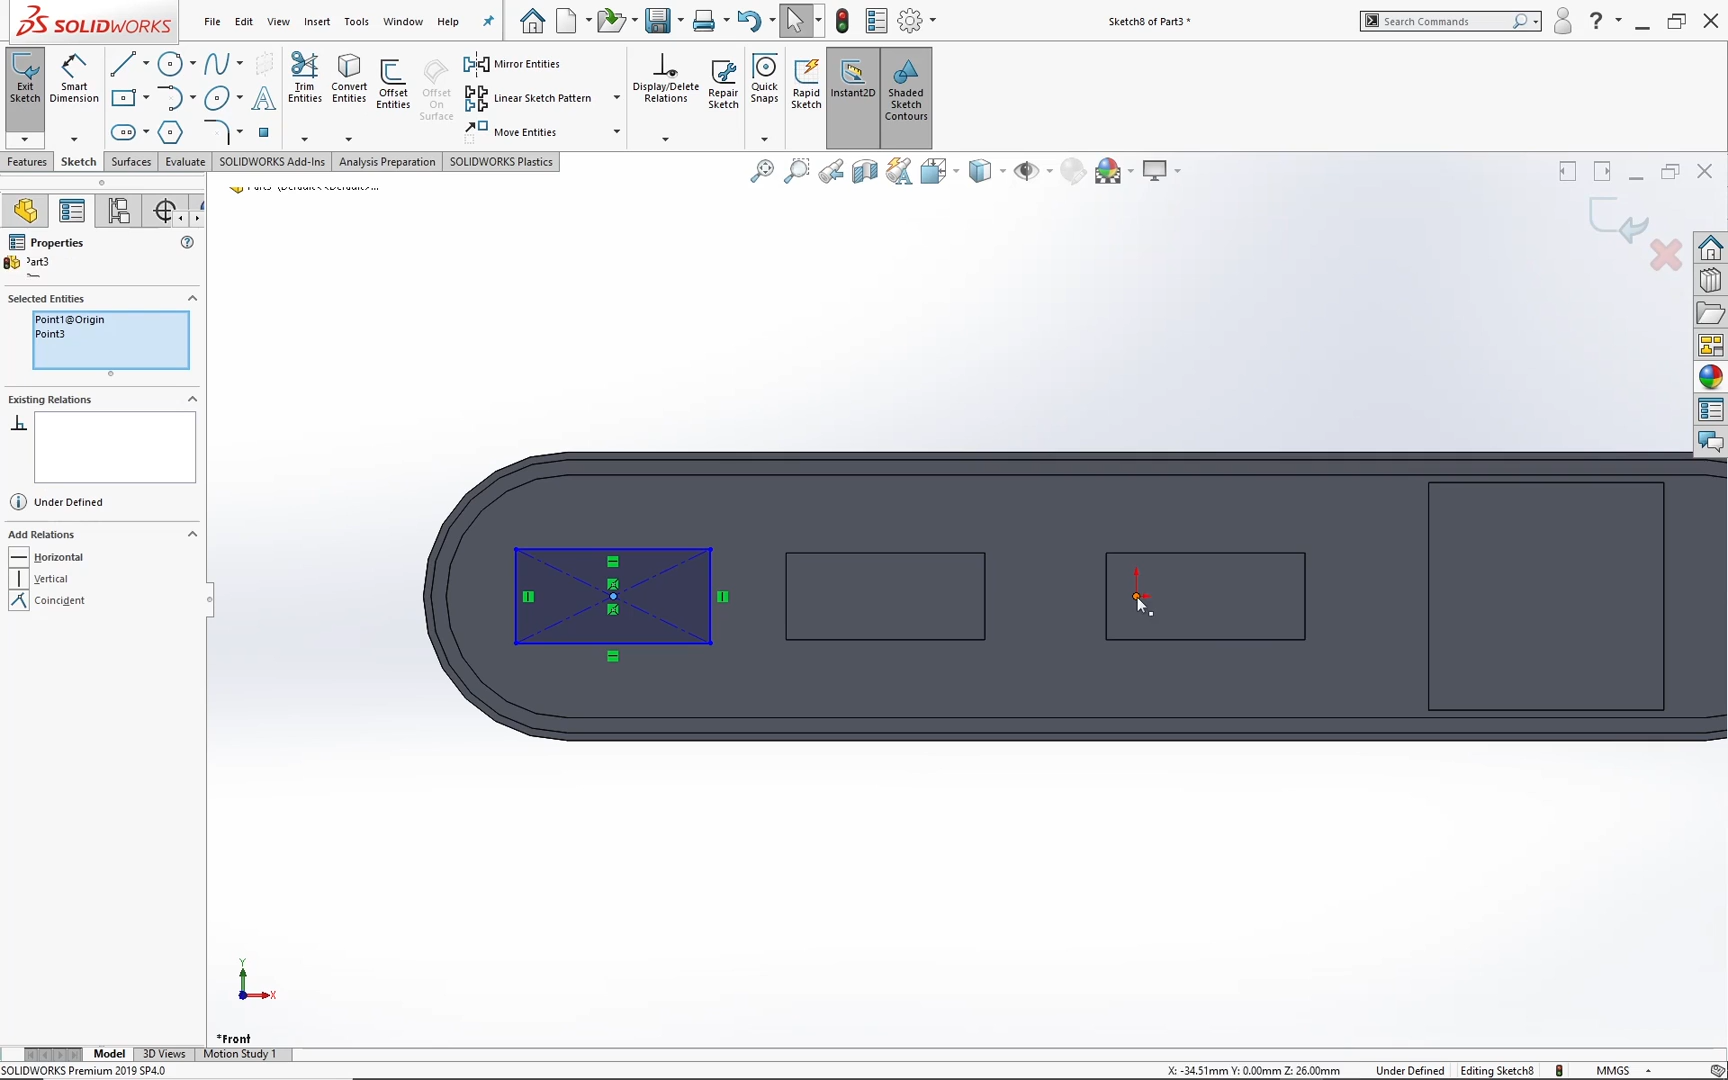 SOLIDWORKS
File Edit View Insert Tools Window Help
Sketch8 of Part3 *
Search Commands
Exit Sketch
Smart Dimension
Trim Entities
Convert Entities
Offset Entities
Offset On Surface
Mirror Entities
Linear Sketch Pattern
Move Entities
Display/Delete Relations
Repair Sketch
Quick Snaps
Rapid Sketch
Instant2D
Shaded Sketch Contours
Features Sketch Surfaces Evaluate SOLIDWORKS Add-Ins Analysis Preparation SOLIDWORKS Plastics
Properties
Part3
Selected Entities
Point1@Origin
Point3
Existing Relations
Under Defined
Add Relations
Horizontal
Vertical
Coincident
Y
X
*Front
Model 3D Views Motion Study 1
SOLIDWORKS Premium 2019 SP4.0
X: -34.51mm Y: 0.00mm Z: 26.00mm Under Defined Editing Sketch8 MMGS